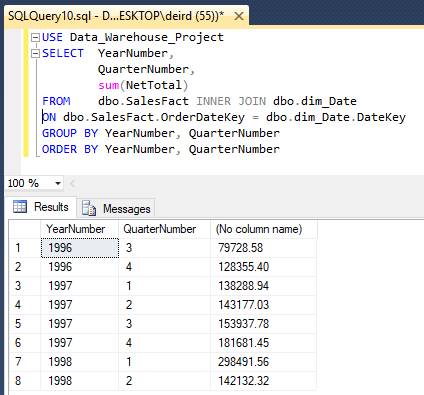 SQLQuery10.sql - D...ESKTOP\deird (55))*
USE Data_Warehouse_Project
SELECT YearNumber,
QuarterNumber,
sum(NetTotal)
FROM dbo.SalesFact INNER JOIN dbo.dim_Date
ON dbo.SalesFact.OrderDateKey = dbo.dim_Date.DateKey
GROUP BY YearNumber, QuarterNumber
ORDER BY YearNumber, QuarterNumber
100 %
Results Messages
YearNumber QuarterNumber (No column name)
1 1996 3 79728.58
2 1996 4 128355.40
3 1997 1 138288.94
4 1997 2 143177.03
5 1997 3 153937.78
6 1997 4 181681.45
7 1998 1 298491.56
8 1998 2 142132.32